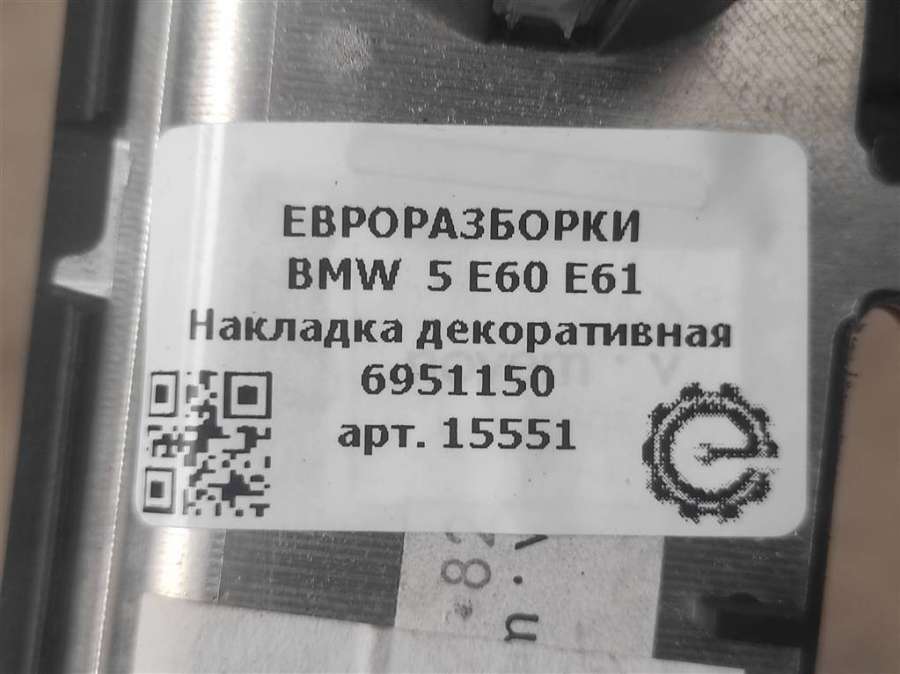 ЕВРОРАЗБОРКИ
BMW 5 E60 E61
Накладка декоративная
6951150
арт. 15551